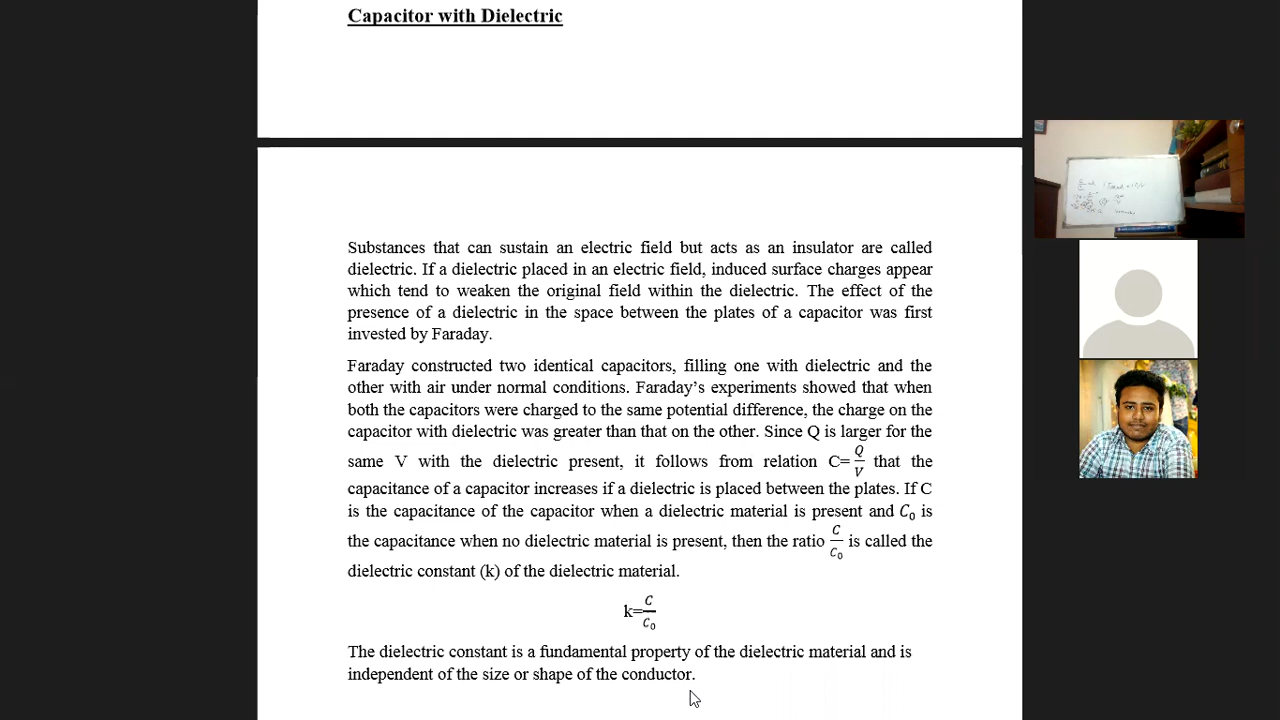 Capacitor with Dielectric
Substances that can sustain an electric field but acts as an insulator are called
dielectric. If a dielectric placed in an electric field, induced surface charges appear
which tend to weaken the original field within the dielectric. The effect of the
presence of a dielectric in the space between the plates of a capacitor was first
invested by Faraday.
Faraday constructed two identical capacitors, filling one with dielectric and the
other with air under normal conditions. Faraday’s experiments showed that when
both the capacitors were charged to the same potential difference, the charge on the
capacitor with dielectric was greater than that on the other. Since Q is larger for the
same V with the dielectric present, it follows from relation C=Q/V that the
capacitance of a capacitor increases if a dielectric is placed between the plates. If C
is the capacitance of the capacitor when a dielectric material is present and C₀ is
the capacitance when no dielectric material is present, then the ratio C/C₀ is called the
dielectric constant (k) of the dielectric material.
k=C/C₀
The dielectric constant is a fundamental property of the dielectric material and is
independent of the size or shape of the conductor.